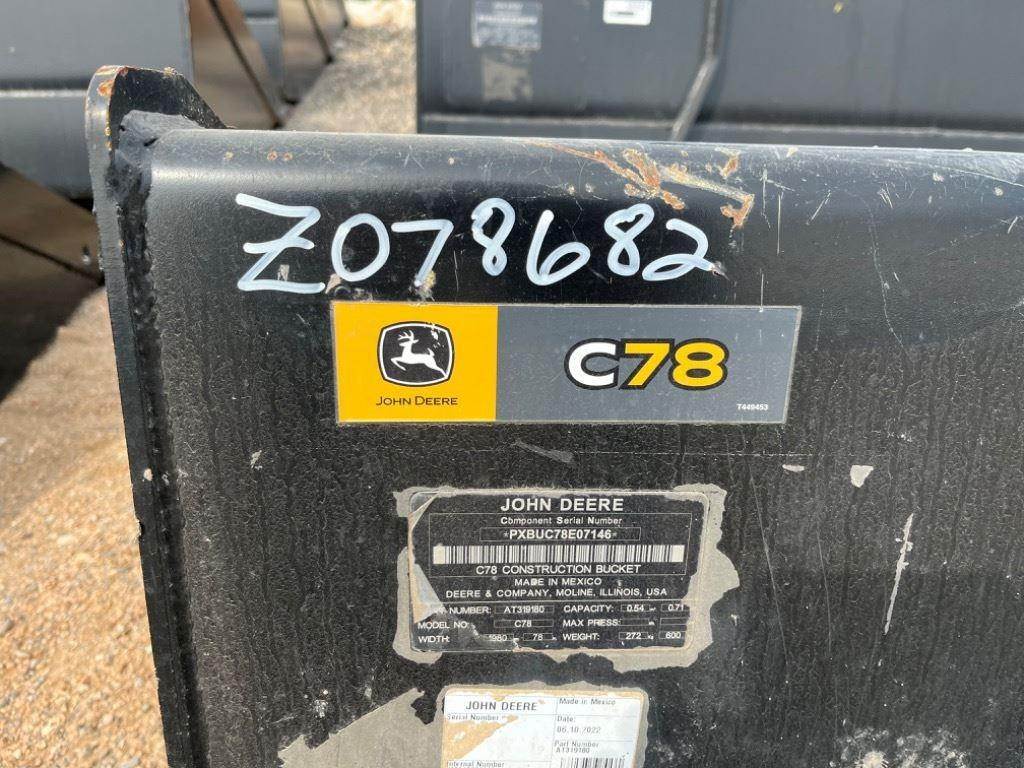 Z078682
JOHN DEERE
C78
T449453
JOHN DEERE
Component Serial Number
*PXBUC78E07146*
C78 CONSTRUCTION BUCKET
MADE IN MEXICO
DEERE & COMPANY, MOLINE, ILLINOIS, USA
NUMBER: AT319180 CAPACITY: 0.54 0.71
MODEL NO: C78 MAX PRESS:
WIDTH: 1980 78 WEIGHT: 272 kg 600
JOHN DEERE Made in Mexico
Serial Number Date:
06.10.2022
Part Number
AT319180
Internal Number